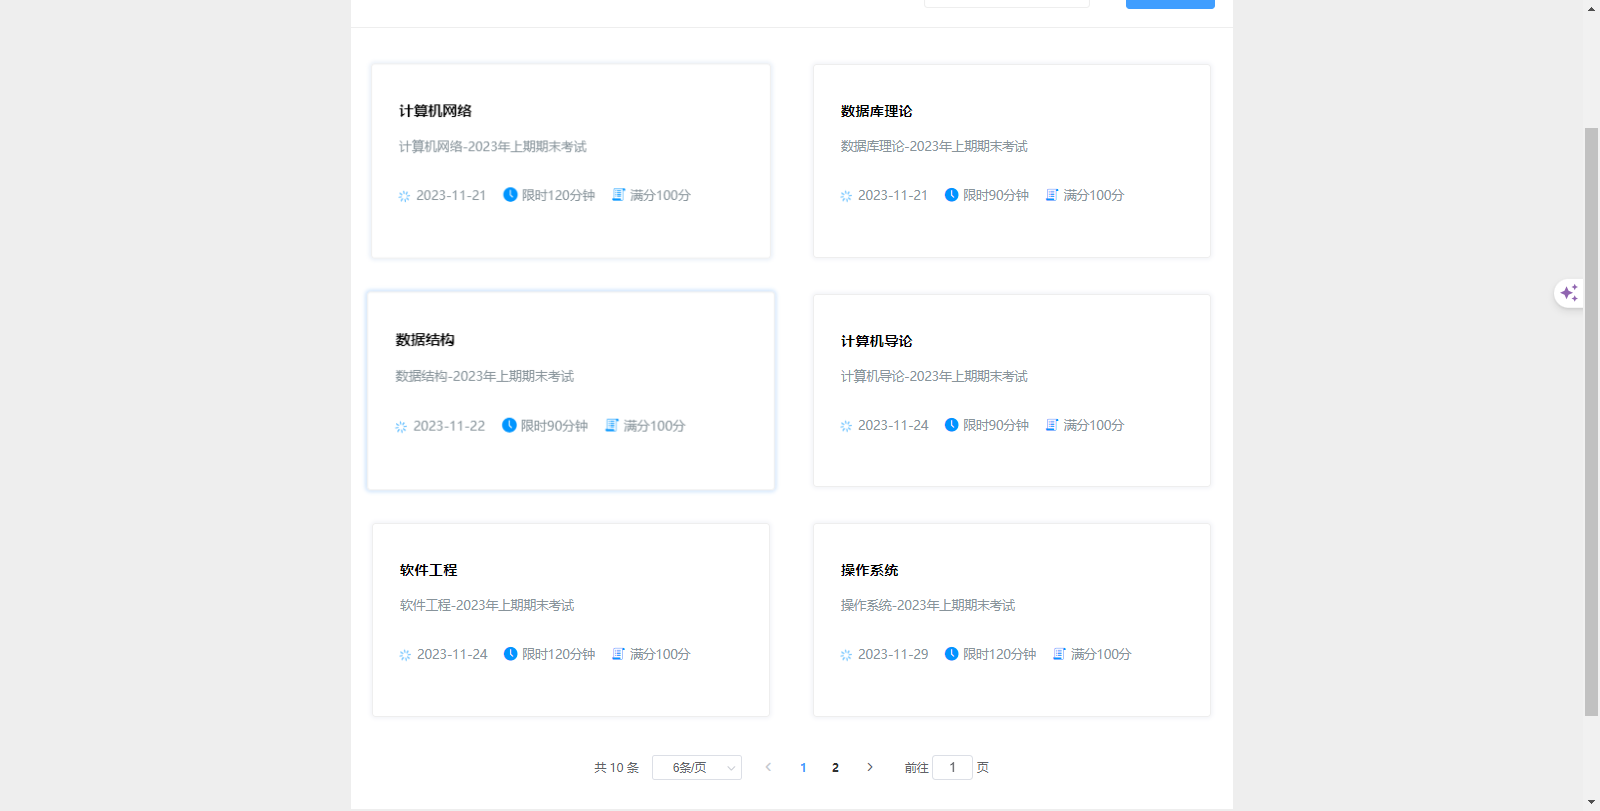 计算机网络
计算机网络-2023年上期期末考试
2023-11-21 限时120分钟 满分100分
数据库理论
数据库理论-2023年上期期末考试
2023-11-21 限时90分钟 满分100分
数据结构
数据结构-2023年上期期末考试
2023-11-22 限时90分钟 满分100分
计算机导论
计算机导论-2023年上期期末考试
2023-11-24 限时90分钟 满分100分
软件工程
软件工程-2023年上期期末考试
2023-11-24 限时120分钟 满分100分
操作系统
操作系统-2023年上期期末考试
2023-11-29 限时120分钟 满分100分
共 10 条 6条/页 1 2 前往 1 页